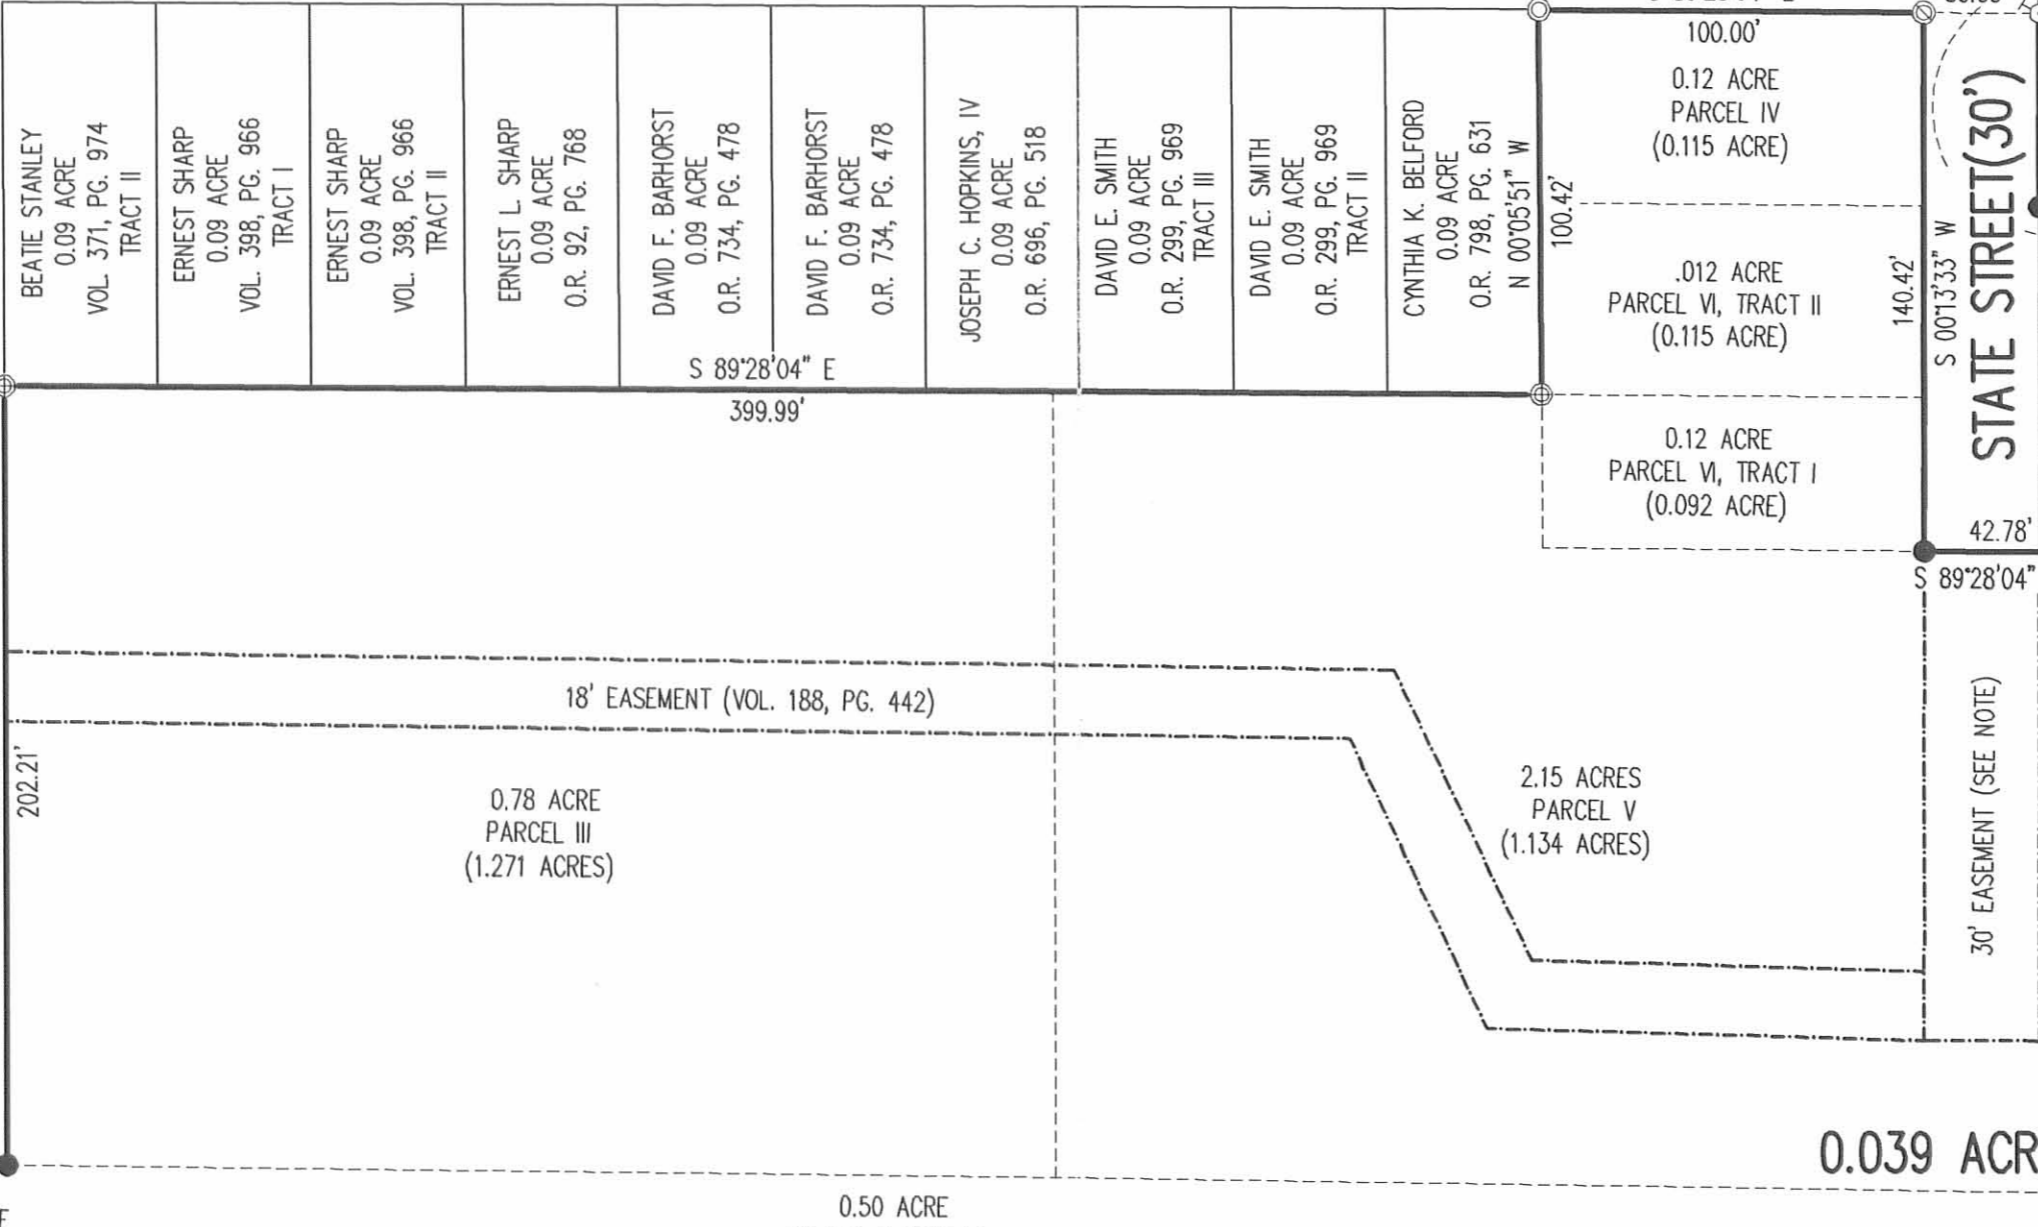 BEATIE STANLEY
0.09 ACRE
VOL. 371, PG. 974
TRACT II
ERNEST SHARP
0.09 ACRE
VOL. 398, PG. 966
TRACT I
ERNEST SHARP
0.09 ACRE
VOL. 398, PG. 966
TRACT II
ERNEST L. SHARP
0.09 ACRE
O.R. 92, PG. 768
DAVID F. BARHORST
0.09 ACRE
O.R. 734, PG. 478
DAVID F. BARHORST
0.09 ACRE
O.R. 734, PG. 478
JOSEPH C. HOPKINS, IV
0.09 ACRE
O.R. 696, PG. 518
DAVID E. SMITH
0.09 ACRE
O.R. 299, PG. 969
TRACT III
DAVID E. SMITH
0.09 ACRE
O.R. 299, PG. 969
TRACT II
CYNTHIA K. BELFORD
0.09 ACRE
O.R. 798, PG. 631
N 00°05'51" W
100.42'
100.00'
0.12 ACRE
PARCEL IV
(0.115 ACRE)
.012 ACRE
PARCEL VI, TRACT II
(0.115 ACRE)
0.12 ACRE
PARCEL VI, TRACT I
(0.092 ACRE)
140.42'
S 00°13'33" W
STATE STREET(30')
42.78'
S 89°28'04"
S 89°28'04" E
399.99'
18' EASEMENT (VOL. 188, PG. 442)
202.21'
0.78 ACRE
PARCEL III
(1.271 ACRES)
2.15 ACRES
PARCEL V
(1.134 ACRES)
30' EASEMENT (SEE NOTE)
0.039 ACR
0.50 ACRE